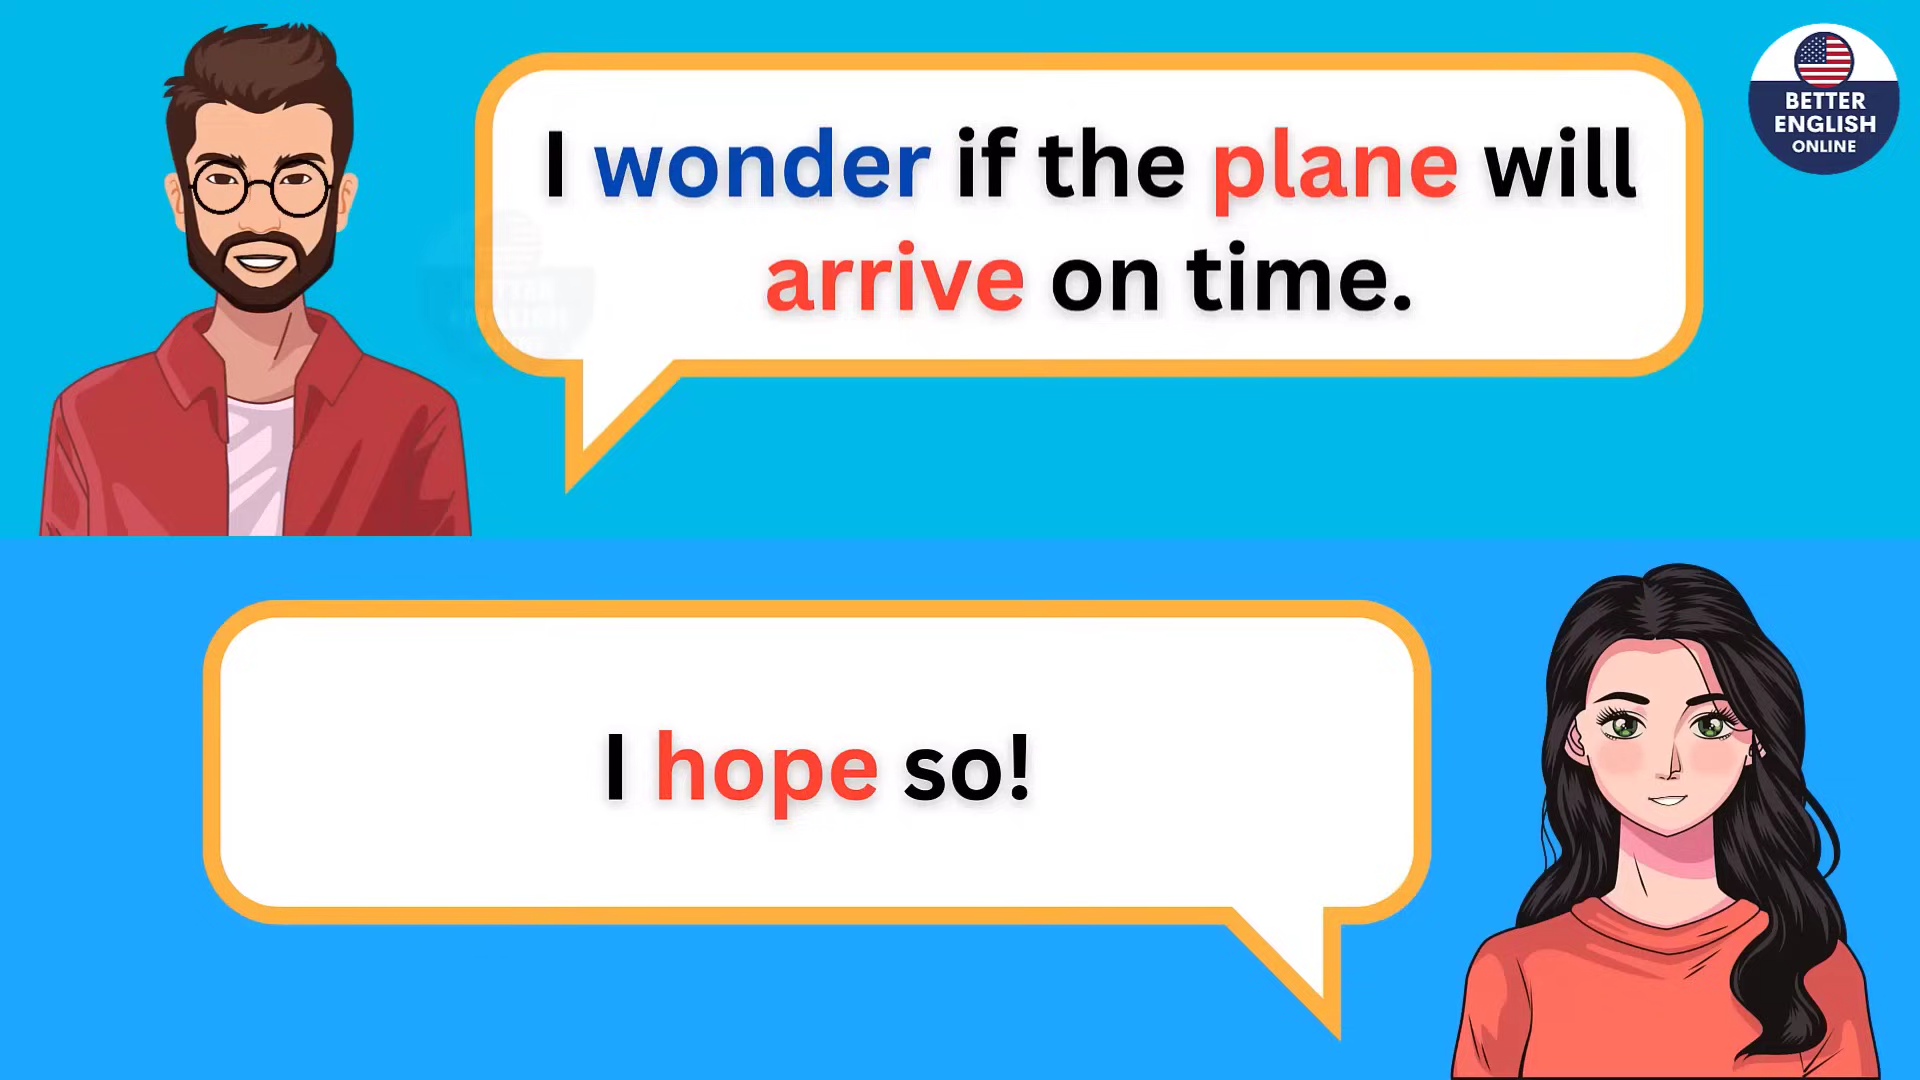 I wonder if the plane will
arrive on time.
BETTER
ENGLISH
ONLINE
I hope so!